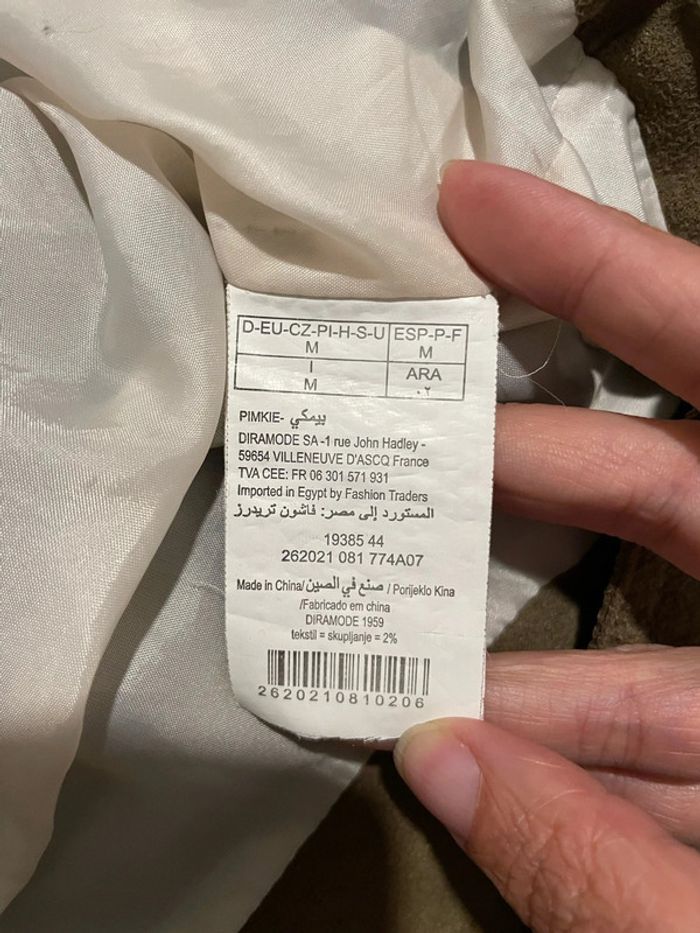 D-EU-CZ-PI-H-S-U ESP-P-F
M M
I ARA
M ٠٢
PIMKIE- بيمكي
DIRAMODE SA -1 rue John Hadley -
59654 VILLENEUVE D'ASCQ France
TVA CEE: FR 06 301 571 931
Imported in Egypt by Fashion Traders
المستورد إلى مصر: فاشون تريدرز
19385 44
262021 081 774A07
Made in China/ صنع في الصين / Porijeklo Kina
/Fabricado em china
DIRAMODE 1959
tekstil = skupljanje = 2%
2620210810206